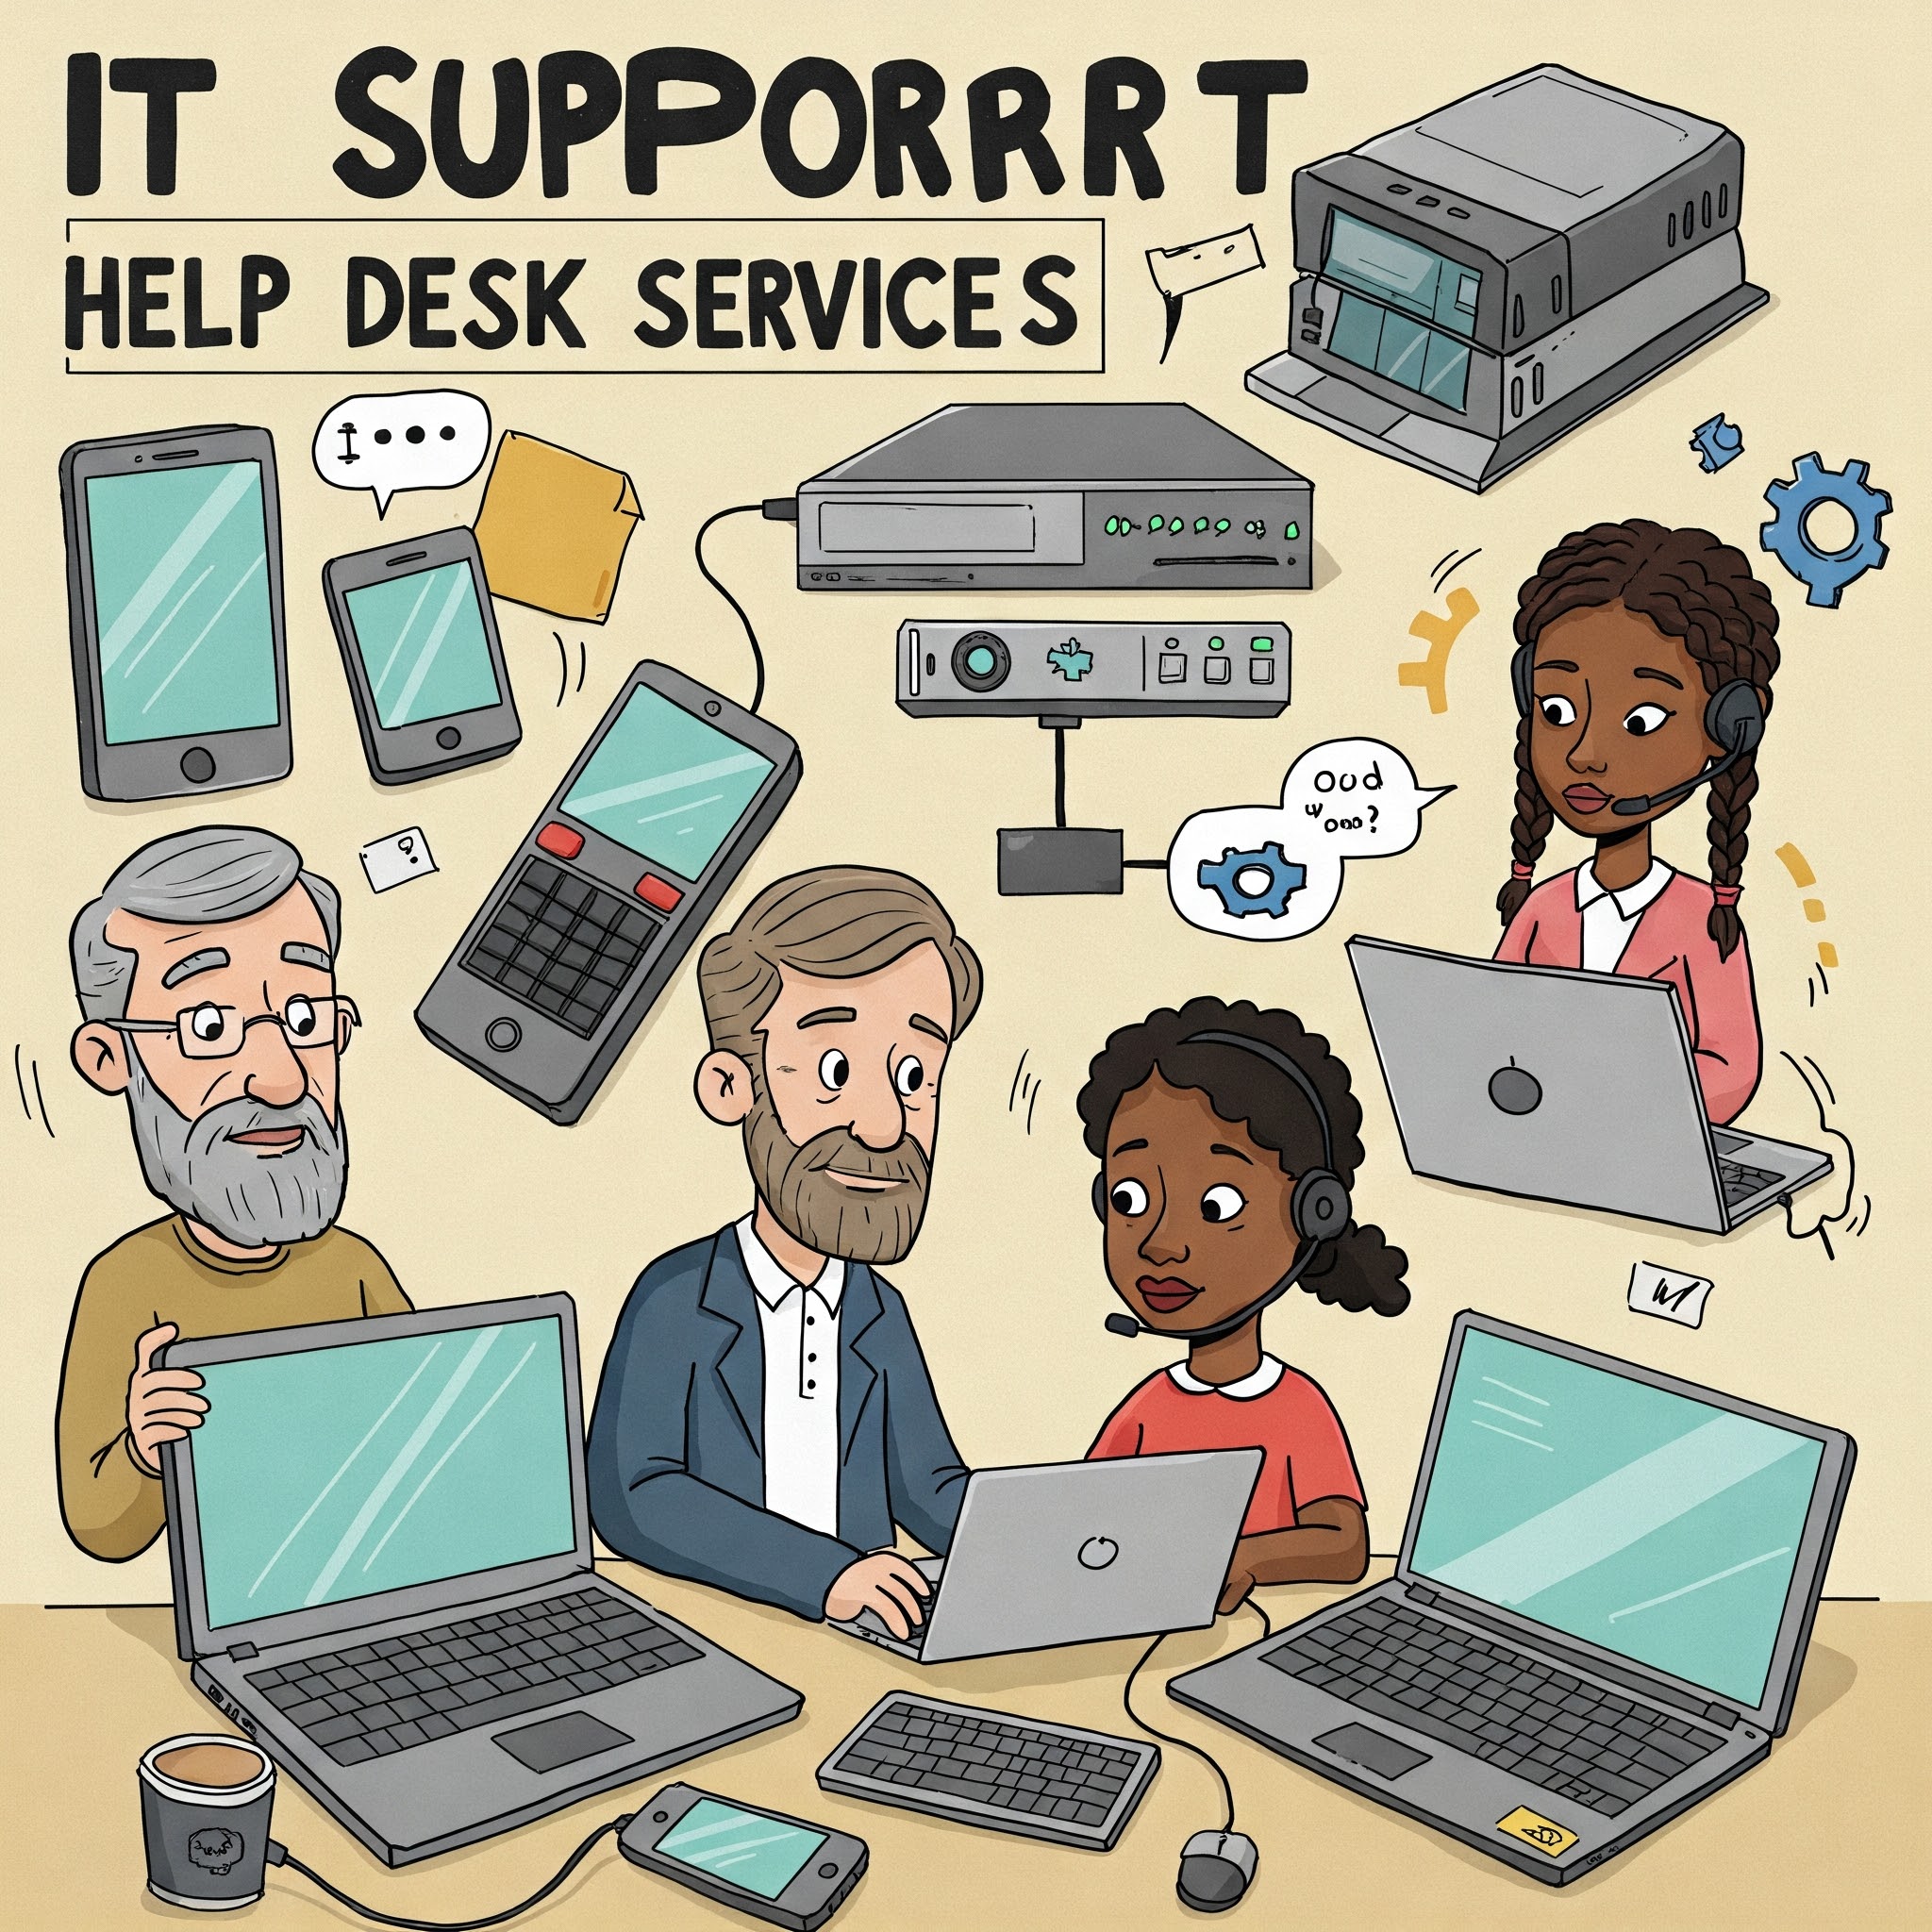 IT SUPPORRRT
HELP DESK SERVICES
I •••